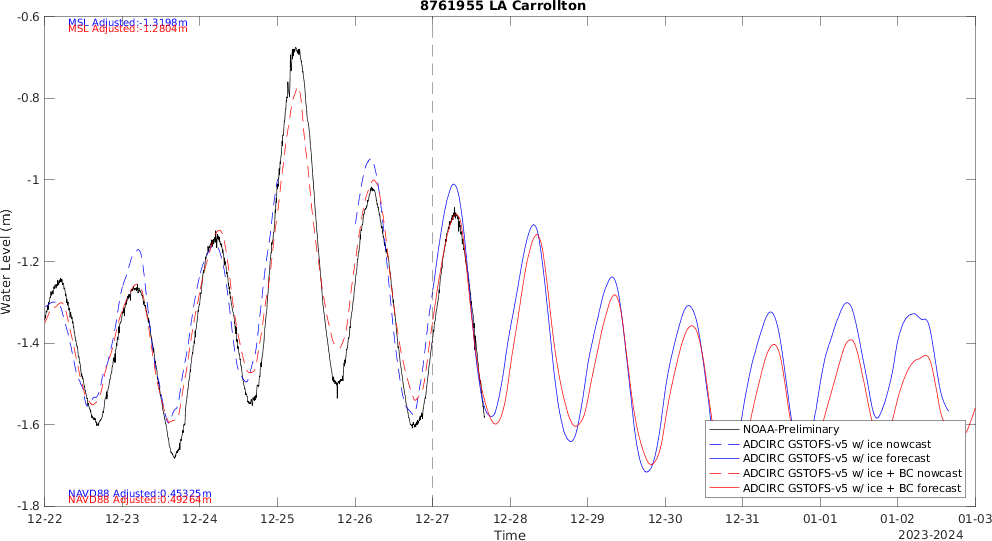 8761955 LA Carrollton
MSL Adjusted:-1.3198m
MSL Adjusted:-1.2804m
-0.6
-0.8
-1
-1.2
-1.4
-1.6
-1.8
Water Level (m)
NAVD88 Adjusted:0.45325m
NAVD88 Adjusted:0.49264m
NOAA-Preliminary
ADCIRC GSTOFS-v5 w/ ice nowcast
ADCIRC GSTOFS-v5 w/ ice forecast
ADCIRC GSTOFS-v5 w/ ice + BC nowcast
ADCIRC GSTOFS-v5 w/ ice + BC forecast
12-22 12-23 12-24 12-25 12-26 12-27 12-28 12-29 12-30 12-31 01-01 01-02 01-03
Time
2023-2024